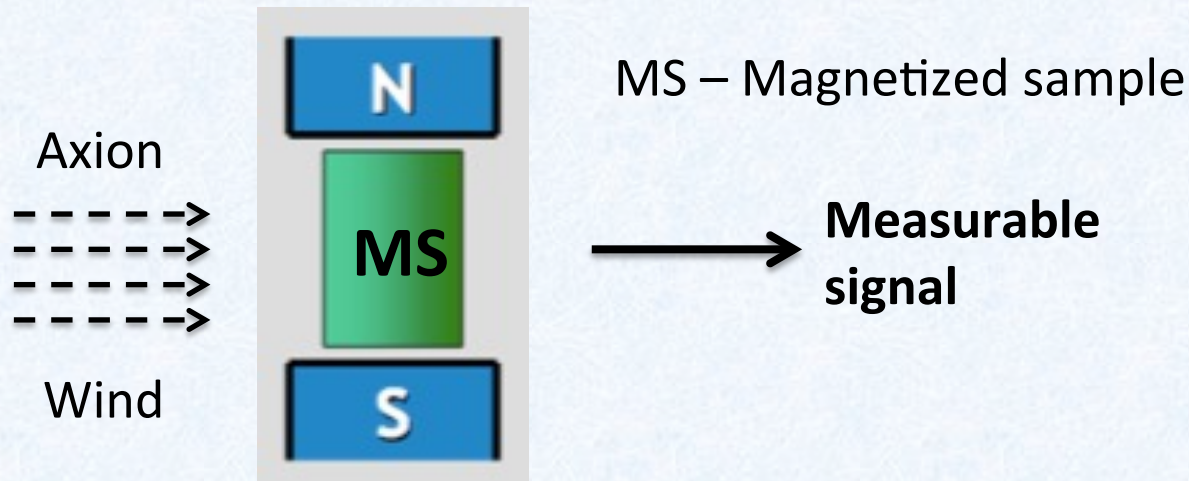 N
MS – Magnetized sample
Axion
MS
Measurable
signal
Wind
S